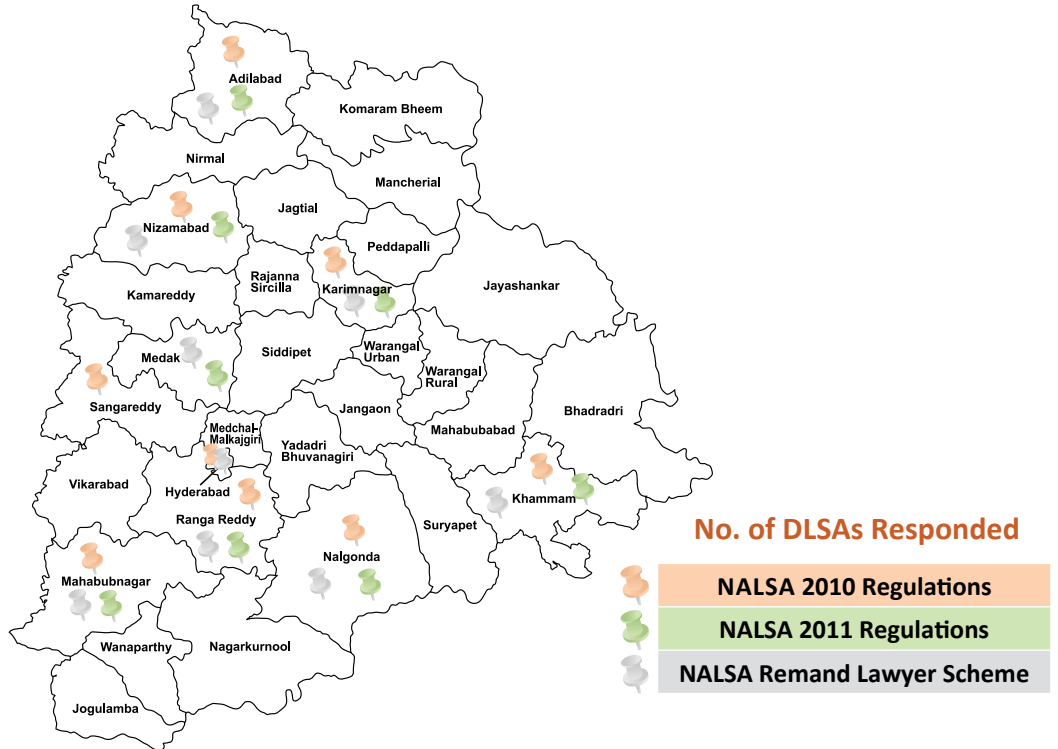 Adilabad
Komaram Bheem
Nirmal
Mancherial
Jagtial
Nizamabad
Peddapalli
Rajanna
Sircilla
Karimnagar
Jayashankar
Kamareddy
Medak
Siddipet
Warangal
Urban
Warangal
Rural
Sangareddy
Jangaon
Bhadradri
Medchal-
Malkajgiri
Mahabubabad
Yadadri
Bhuvanagiri
Vikarabad
Hyderabad
Khammam
Ranga Reddy
Suryapet
Nalgonda
Mahabubnagar
Wanaparthy
Nagarkurnool
Jogulamba
No. of DLSAs Responded
NALSA 2010 Regulations
NALSA 2011 Regulations
NALSA Remand Lawyer Scheme